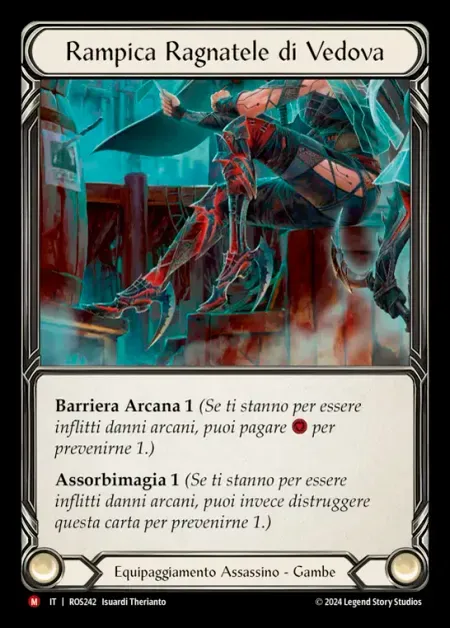 Rampica Ragnatele di Vedova
Barriera Arcana 1 (Se ti stanno per essere
inflitti danni arcani, puoi pagare per
prevenirne 1.)
Assorbimagia 1 (Se ti stanno per essere
inflitti danni arcani, puoi invece distruggere
questa carta per prevenirne 1.)
Equipaggiamento Assassino - Gambe
M | IT | ROS242 Isuardi Therianto
© 2024 Legend Story Studios